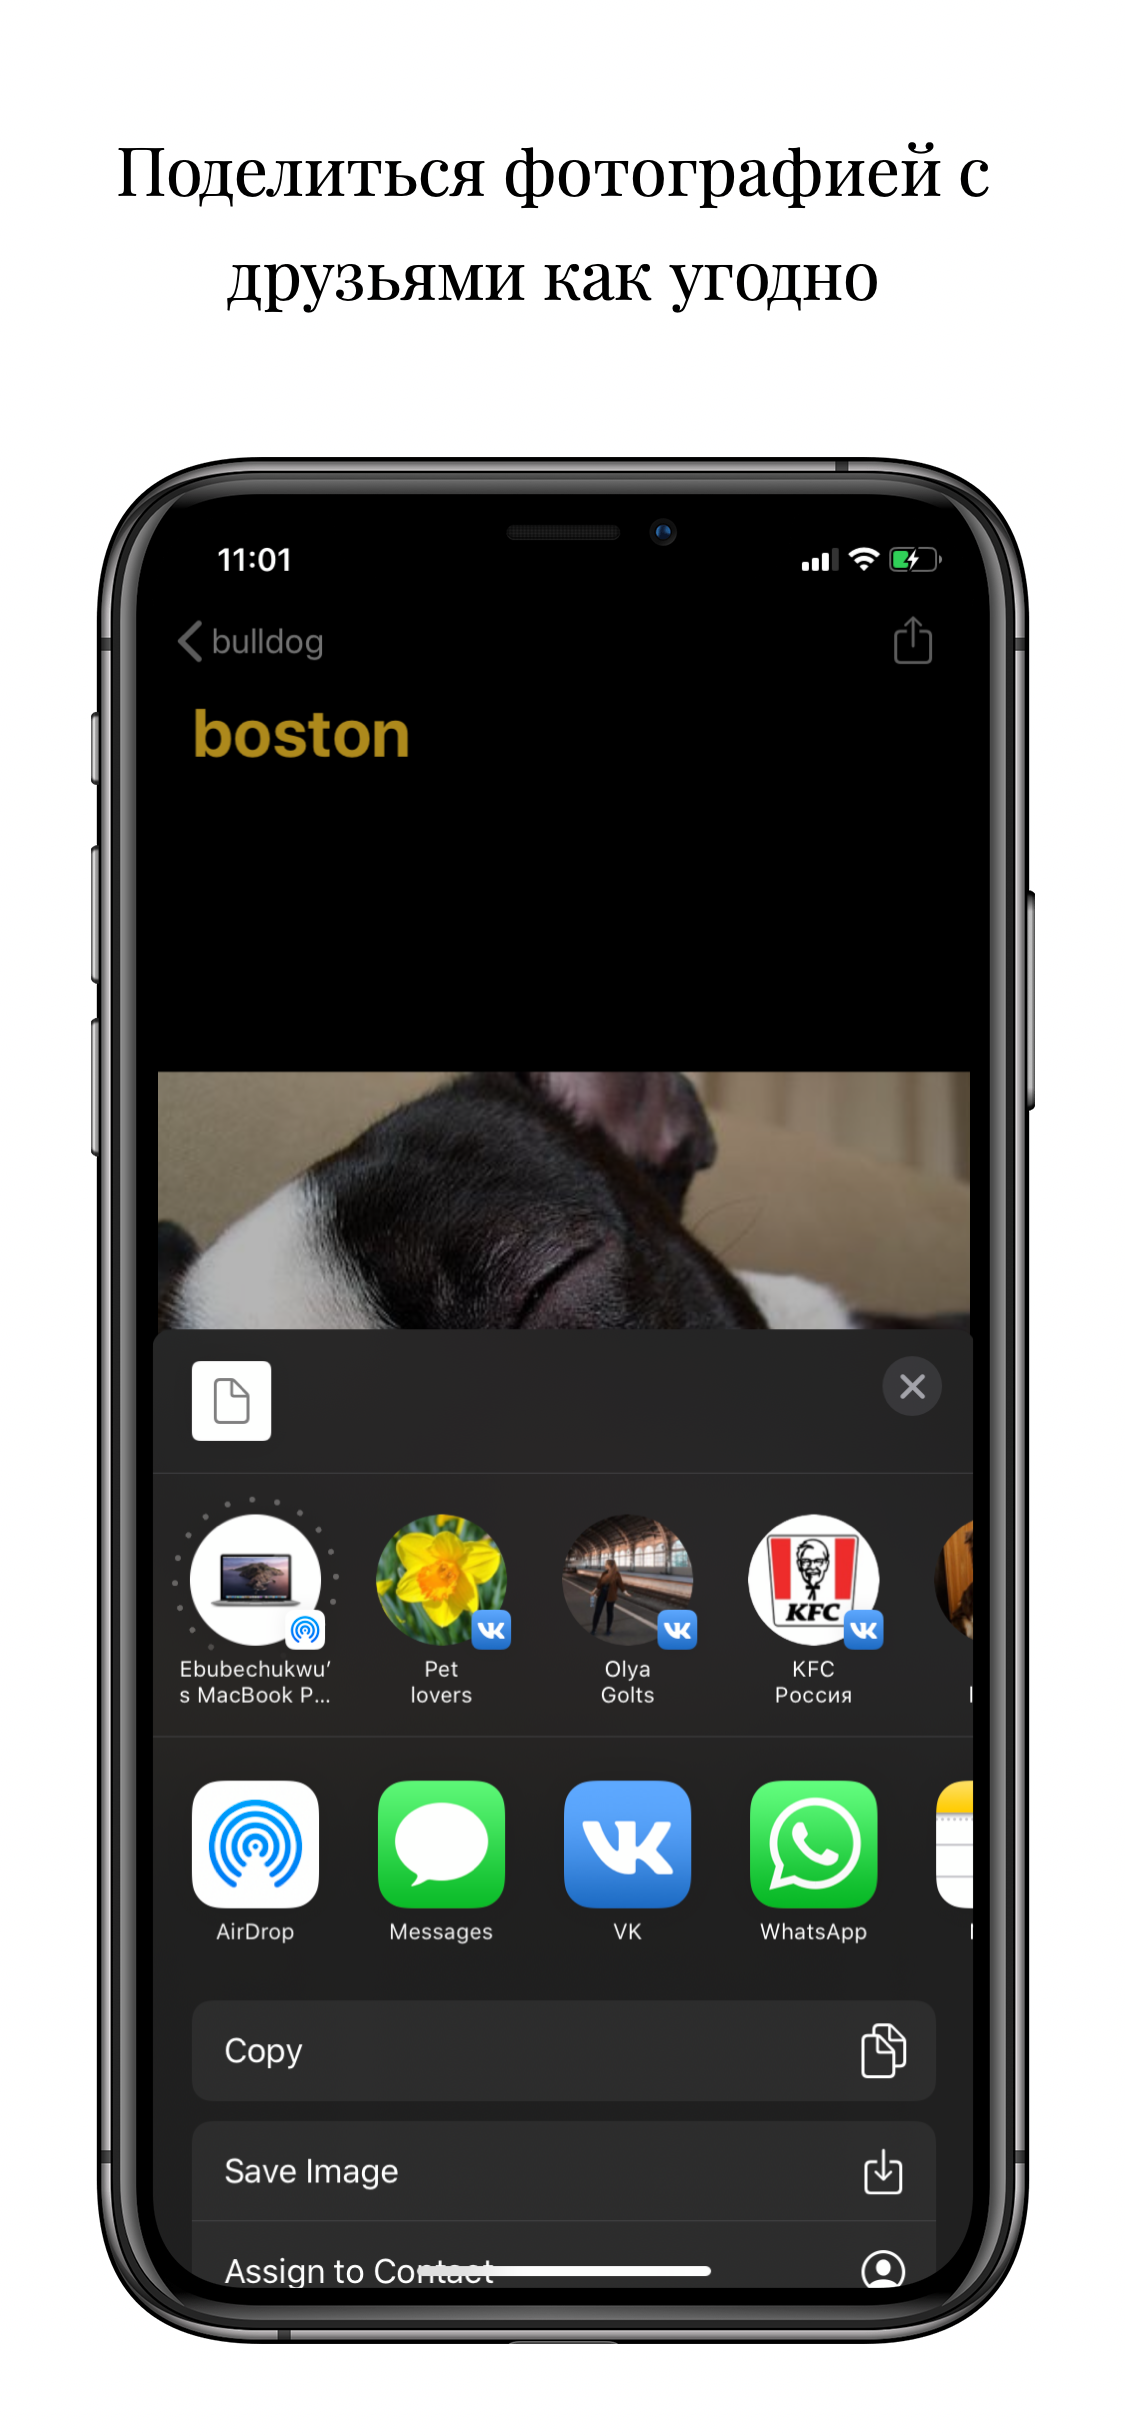 Поделиться фотографией с
друзьями как угодно
11:01
bulldog
boston
Ebubechukwu’
s MacBook P...
Pet
lovers
Olya
Golts
KFC
KFC
Россия
AirDrop
Messages
VK
WhatsApp
Copy
Save Image
Assign to Contact